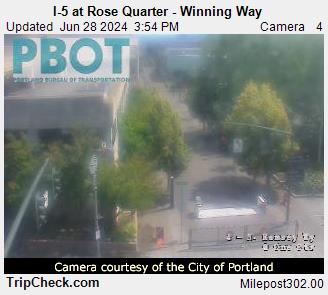 I-5 at Rose Quarter - Winning Way
Updated Jun 28 2024 3:54 PM Camera 4
PBOT
PORTLAND BUREAU OF TRANSPORTATION
Camera courtesy of the City of Portland
TripCheck.com Milepost302.00